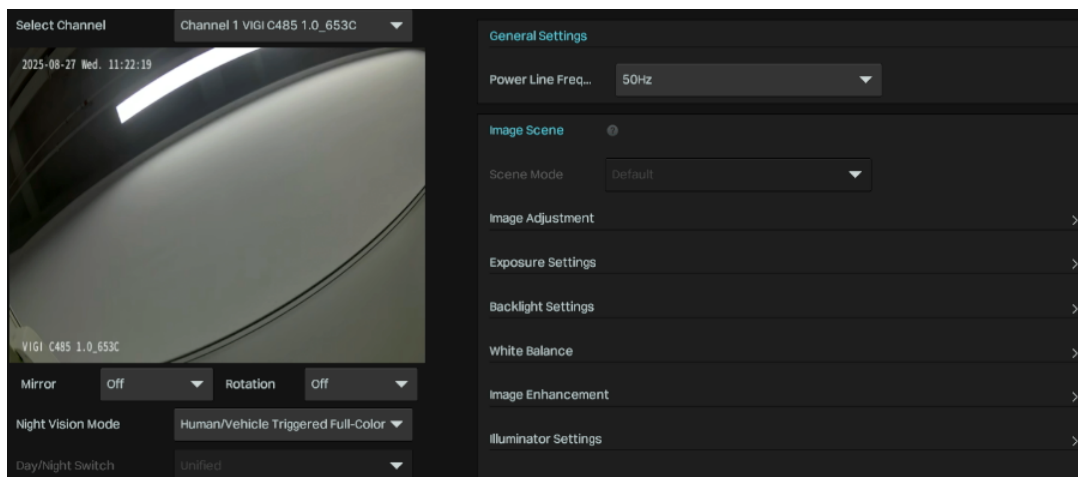 Select Channel
Channel 1 VIGI C485 1.0_653C
2025-08-27 Wed. 11:22:19
VIGI C485 1.0_653C
Mirror
Off
Rotation
Off
Night Vision Mode
Human/Vehicle Triggered Full-Color
Day/Night Switch
Unified
General Settings
Power Line Freq...
50Hz
Image Scene
Scene Mode
Default
Image Adjustment
Exposure Settings
Backlight Settings
White Balance
Image Enhancement
Illuminator Settings